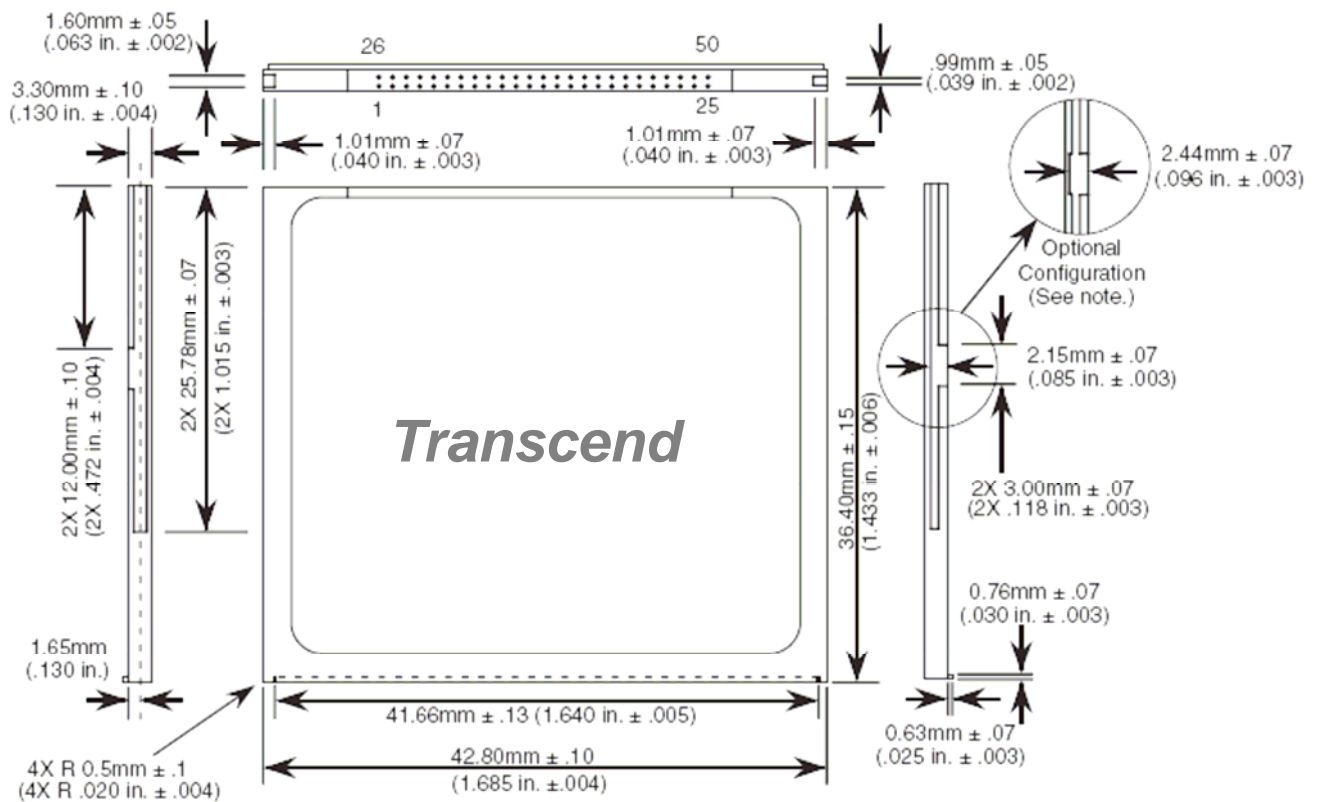 1.60mm ± .05
(.063 in. ± .002)
26
50
.99mm ± .05
(.039 in. ± .002)
3.30mm ± .10
(.130 in. ± .004)
1
25
1.01mm ± .07
(.040 in. ± .003)
1.01mm ± .07
(.040 in. ± .003)
2.44mm ± .07
(.096 in. ± .003)
Optional
Configuration
(See note.)
2X 12.00mm ± .10
(2X .472 in. ± .004)
2X 25.78mm ± .07
(2X 1.015 in. ± .003)
Transcend
36.40mm ± .15
(1.433 in. ± .006)
2.15mm ± .07
(.085 in. ± .003)
2X 3.00mm ± .07
(2X .118 in. ± .003)
0.76mm ± .07
(.030 in. ± .003)
1.65mm
(.130 in.)
41.66mm ± .13 (1.640 in. ± .005)
0.63mm ± .07
(.025 in. ± .003)
42.80mm ± .10
(1.685 in. ±.004)
4X R 0.5mm ± .1
(4X R .020 in. ± .004)